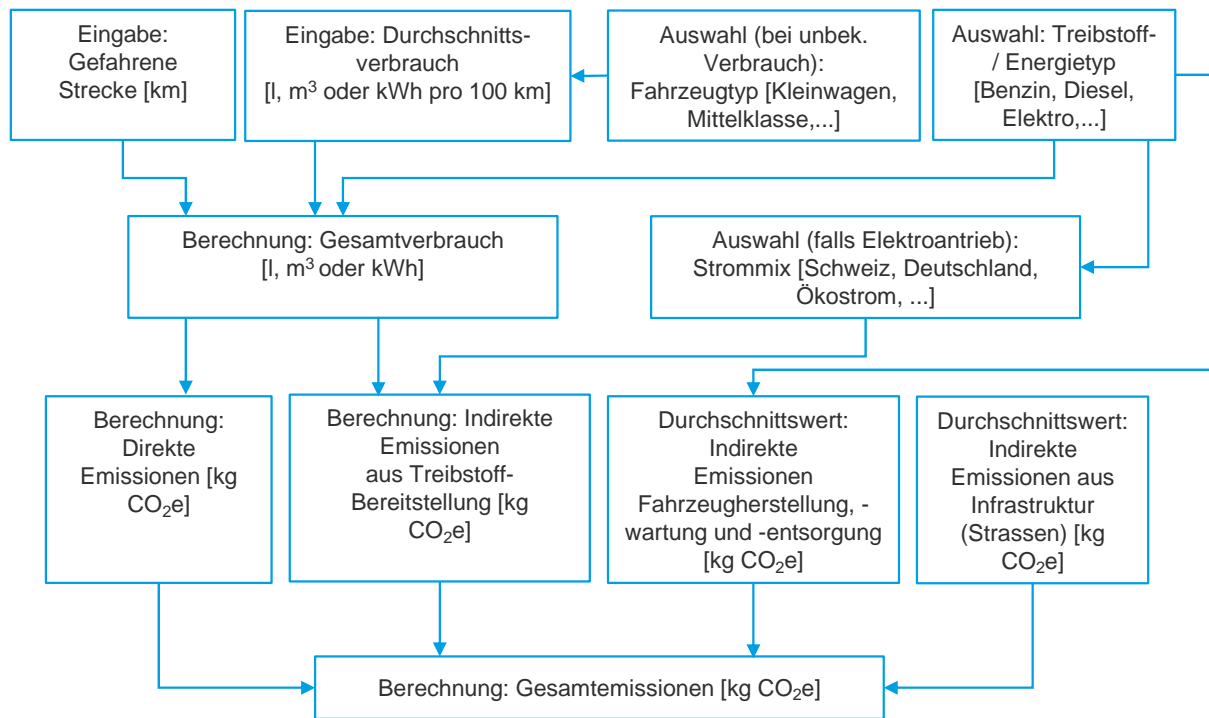 Eingabe:
Gefahrene
Strecke [km]
Eingabe: Durchschnitts-
verbrauch
[l, m³ oder kWh pro 100 km]
Auswahl (bei unbek.
Verbrauch):
Fahrzeugtyp [Kleinwagen,
Mittelklasse,...]
Auswahl: Treibstoff-
/ Energietyp
[Benzin, Diesel,
Elektro,...]
Berechnung: Gesamtverbrauch
[l, m³ oder kWh]
Auswahl (falls Elektroantrieb):
Strommix [Schweiz, Deutschland,
Ökostrom, ...]
Berechnung:
Direkte
Emissionen [kg
CO₂e]
Berechnung: Indirekte
Emissionen
aus Treibstoff-
Bereitstellung [kg
CO₂e]
Durchschnittswert:
Indirekte
Emissionen
Fahrzeugherstellung, -
wartung und -entsorgung
[kg CO₂e]
Durchschnittswert:
Indirekte
Emissionen aus
Infrastruktur
(Strassen) [kg
CO₂e]
Berechnung: Gesamtemissionen [kg CO₂e]